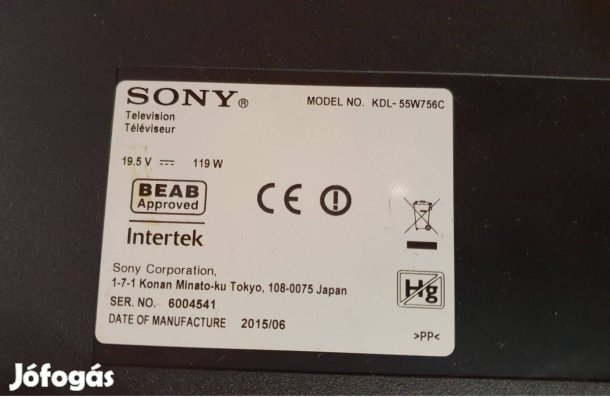 SONY®
MODEL NO. KDL- 55W756C
Television
Téléviseur
19.5 V ⎓ 119 W
BEAB
Approved
Intertek
CE
Sony Corporation,
1-7-1 Konan Minato-ku Tokyo, 108-0075 Japan
Hg
SER. NO. 6004541
DATE OF MANUFACTURE 2015/06
>PP<
Jófogás